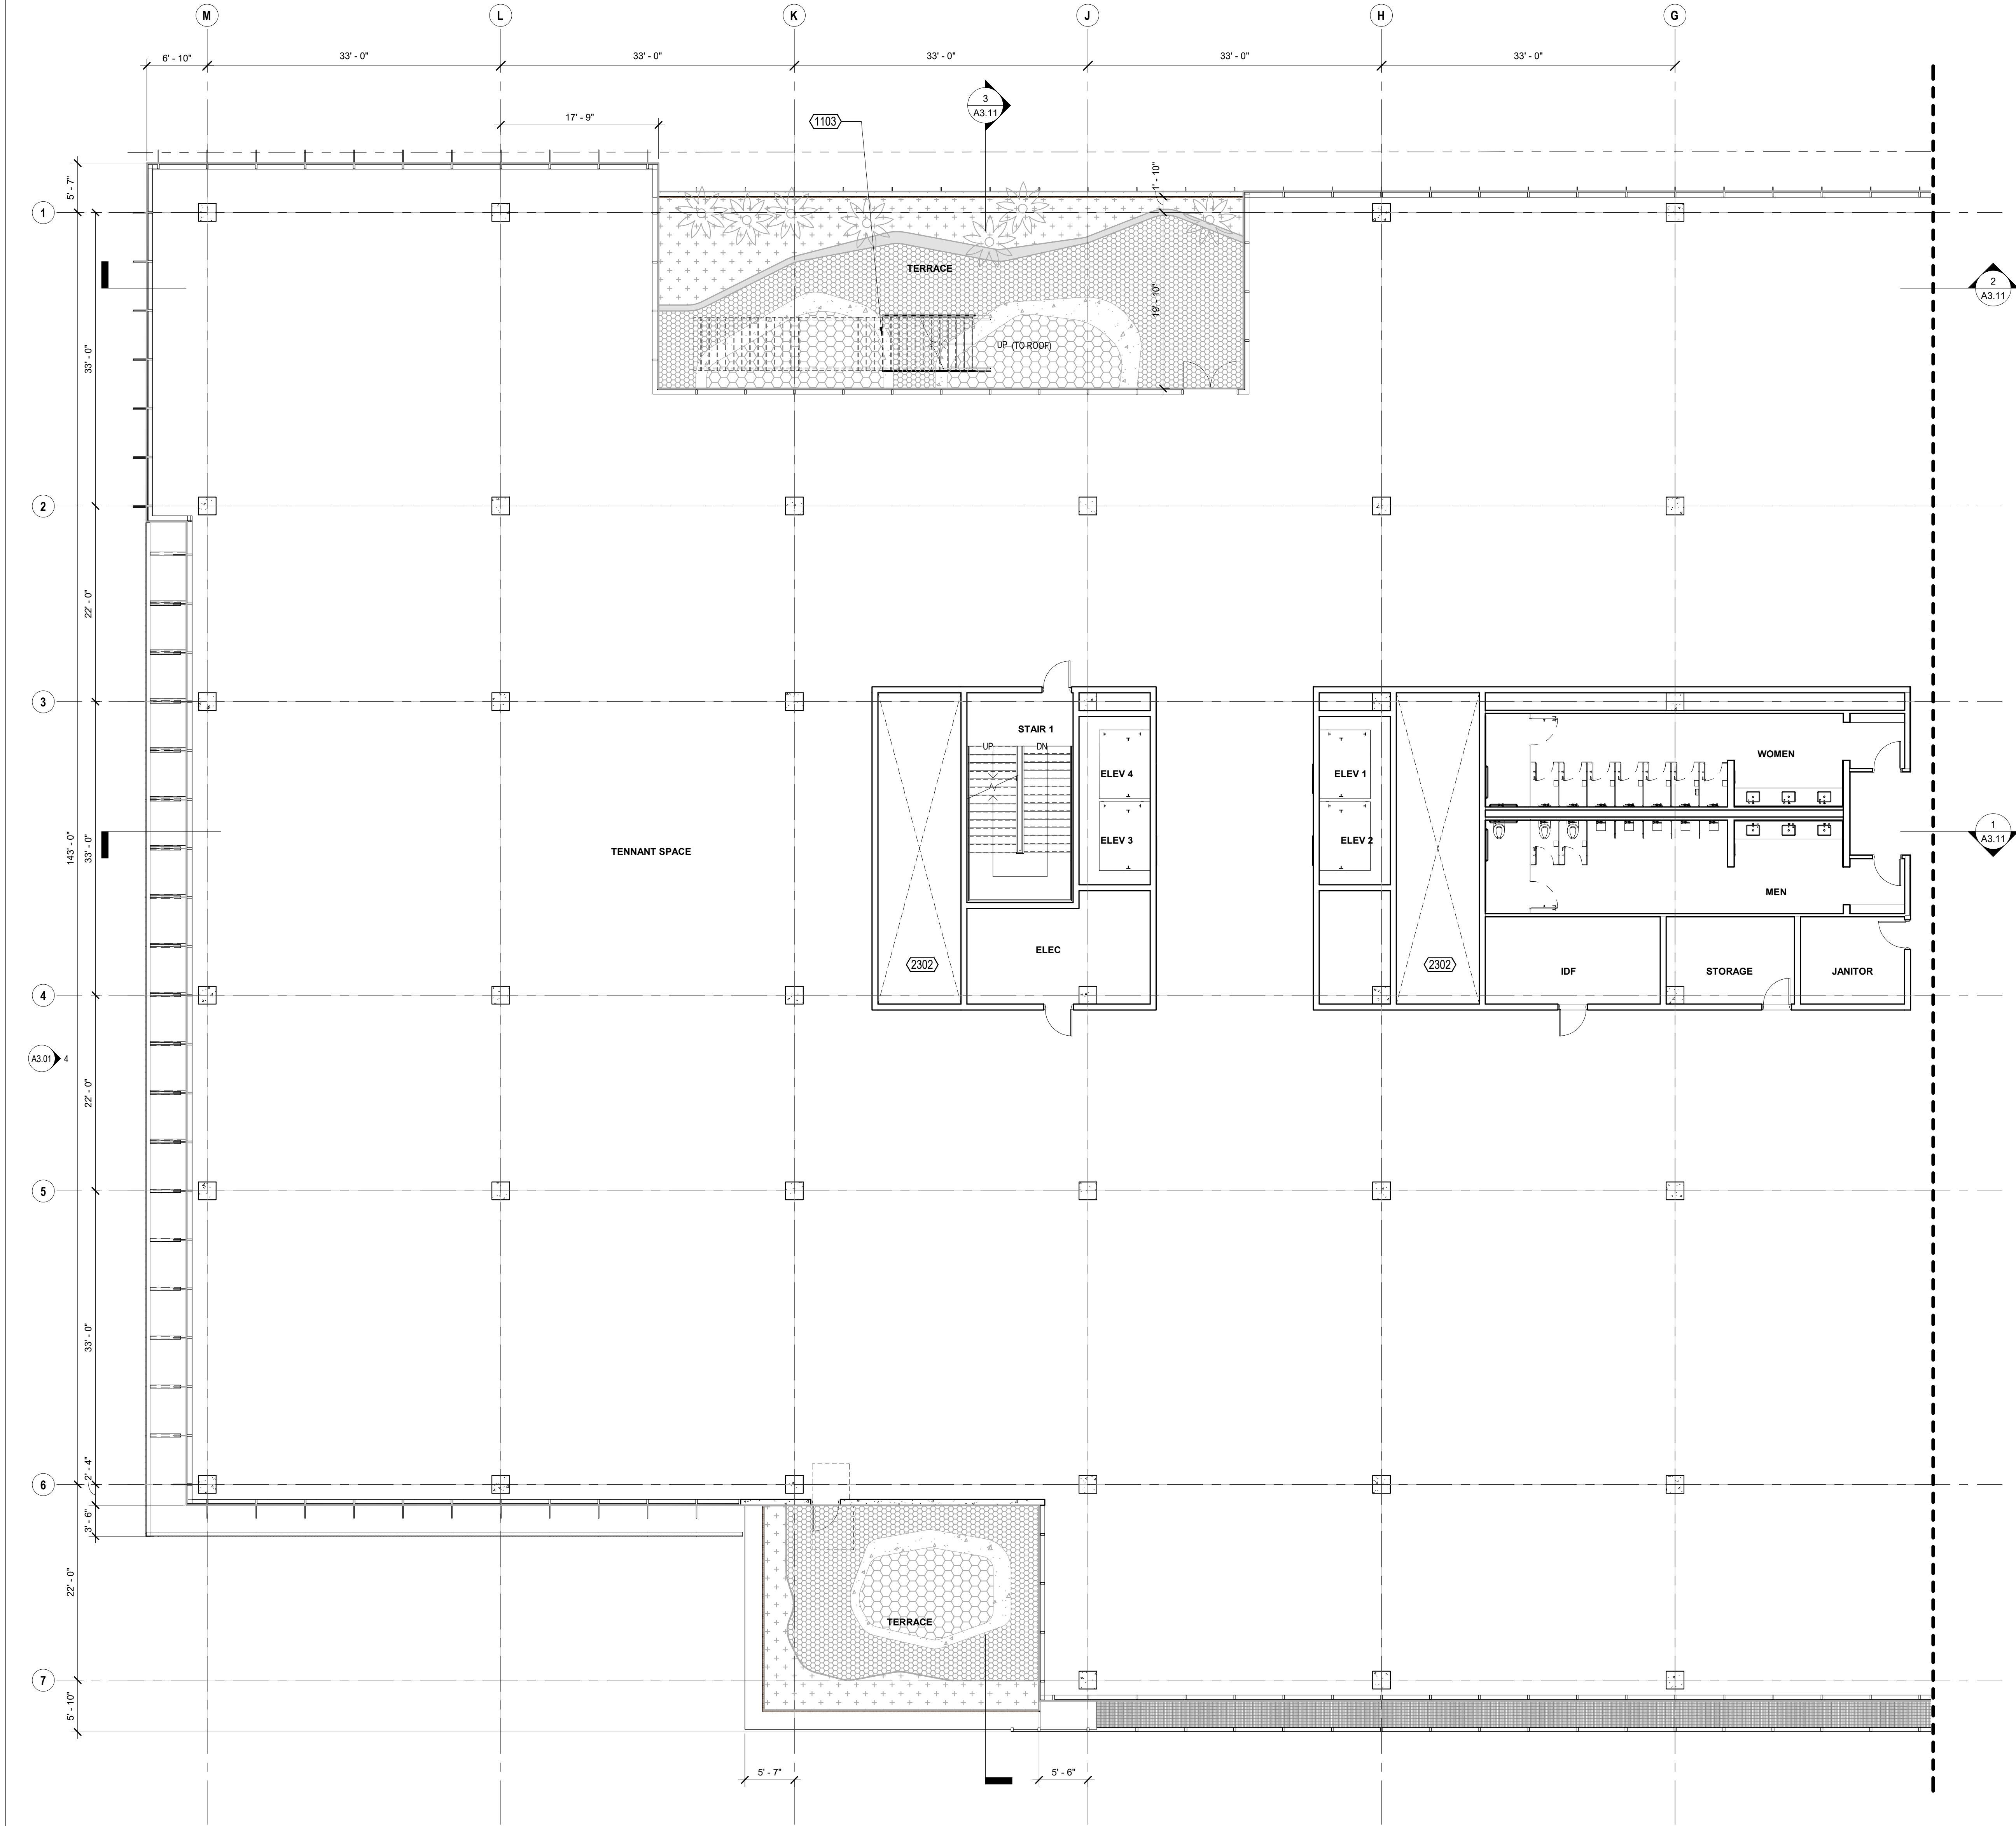 M
L
K
J
H
G
6' - 10"
33' - 0"
33' - 0"
33' - 0"
33' - 0"
33' - 0"
17' - 9"
1103
3
A3.11
5' - 7"
1' - 10"
1
TERRACE
2
A3.11
19' - 10"
UP (TO ROOF)
33' - 0"
2
22' - 0"
3
STAIR 1
UP
DN
WOMEN
ELEV 4
ELEV 1
143' - 0"
33' - 0"
TENNANT SPACE
ELEV 3
ELEV 2
1
A3.11
MEN
ELEC
2302
2302
IDF
STORAGE
JANITOR
4
A3.01
4
22' - 0"
5
33' - 0"
2' - 4"
6
3' - 6"
22' - 0"
TERRACE
7
5' - 10"
5' - 7"
5' - 6"